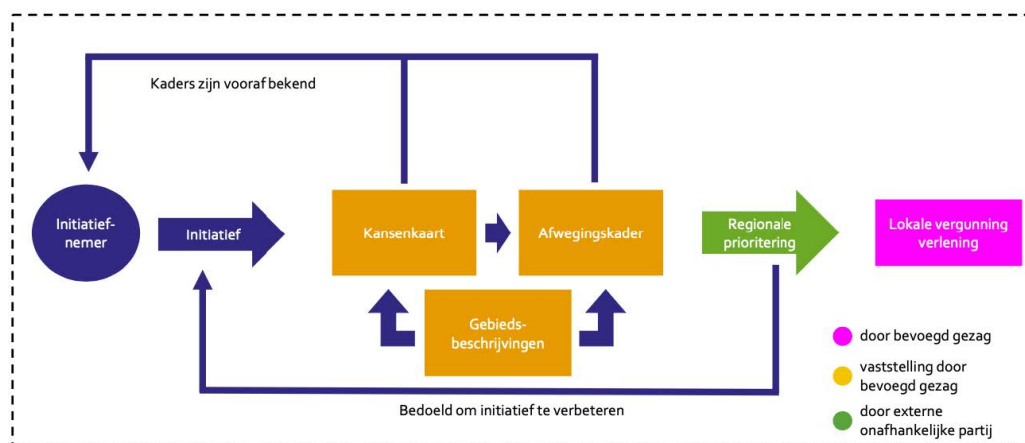 Kaders zijn vooraf bekend
Initiatief-
nemer
Initiatief
Kansenkaart
Afwegingskader
Regionale
prioritering
Lokale vergunning
verlening
Gebieds-
beschrijvingen
Bedoeld om initiatief te verbeteren
door bevoegd gezag
vaststelling door
bevoegd gezag
door externe
onafhankelijke partij